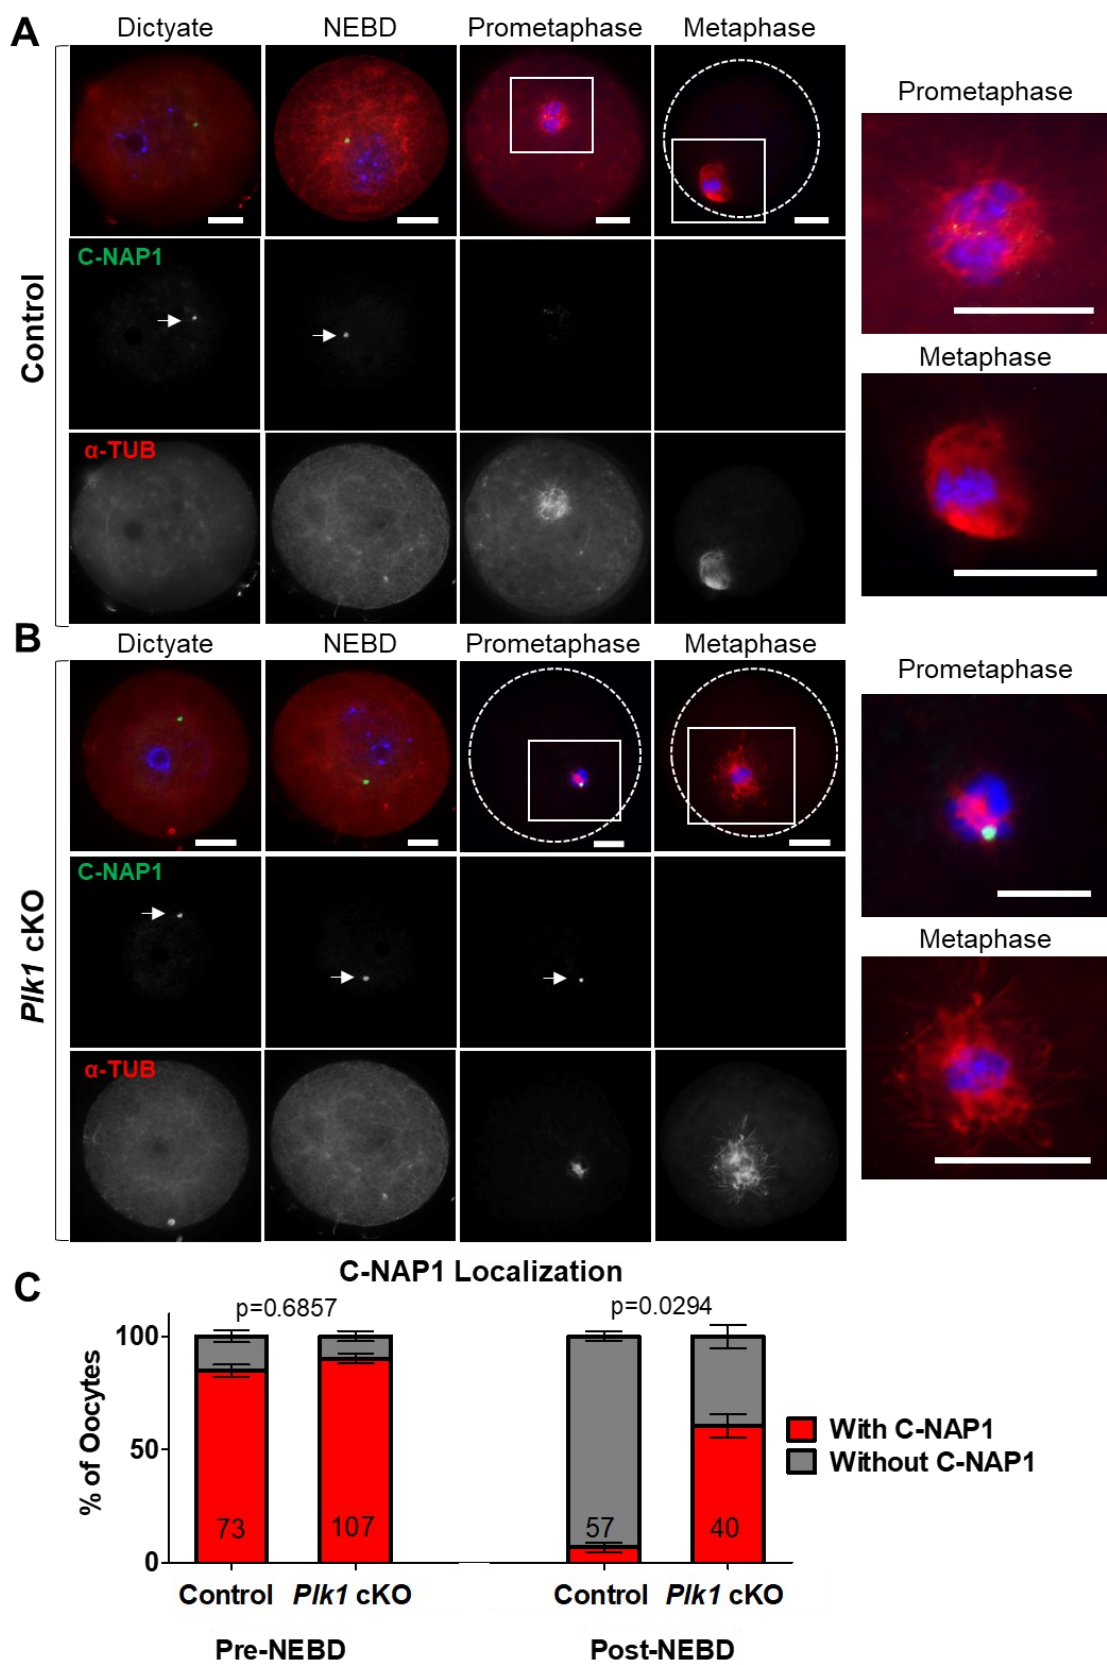 A
Dictyate NEBD Prometaphase Metaphase
Prometaphase
Control
C-NAP1
Metaphase
α-TUB
B
Dictyate NEBD Prometaphase Metaphase
Prometaphase
Plk1 cKO
C-NAP1
Metaphase
α-TUB
C
C-NAP1 Localization
p=0.6857 p=0.0294
% of Oocytes
100
50
0
73 107 57 40
With C-NAP1
Without C-NAP1
Control Plk1 cKO Control Plk1 cKO
Pre-NEBD Post-NEBD